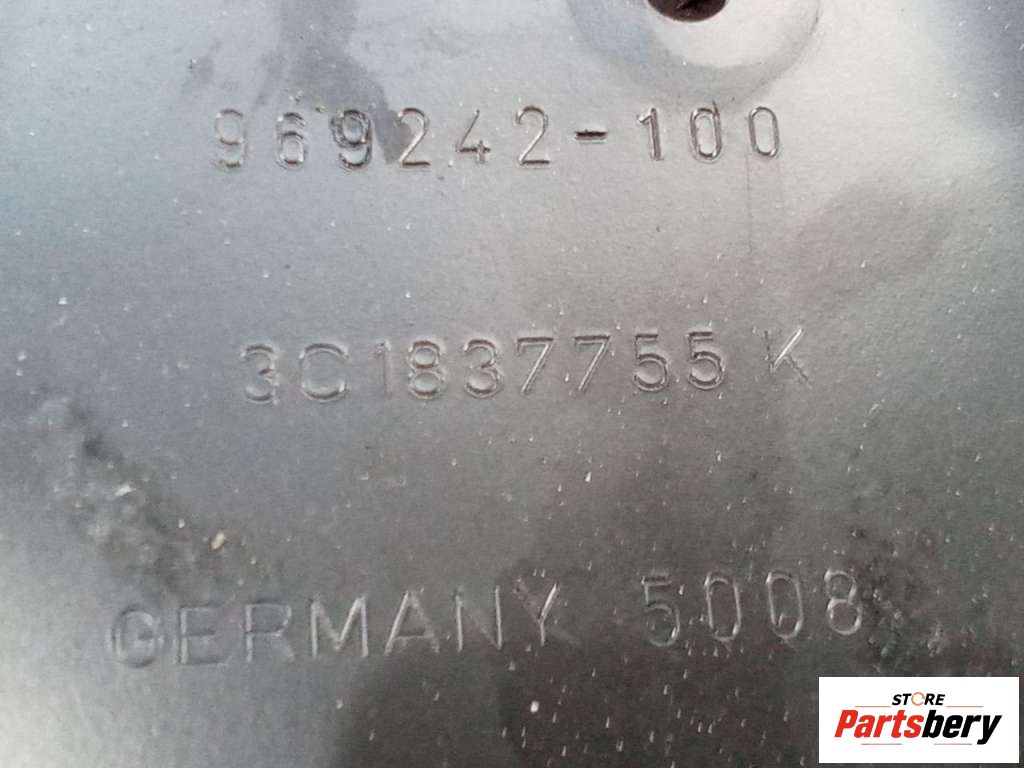 969242-100
3C1837755 K
GERMANY 5008
STORE
Partsbery